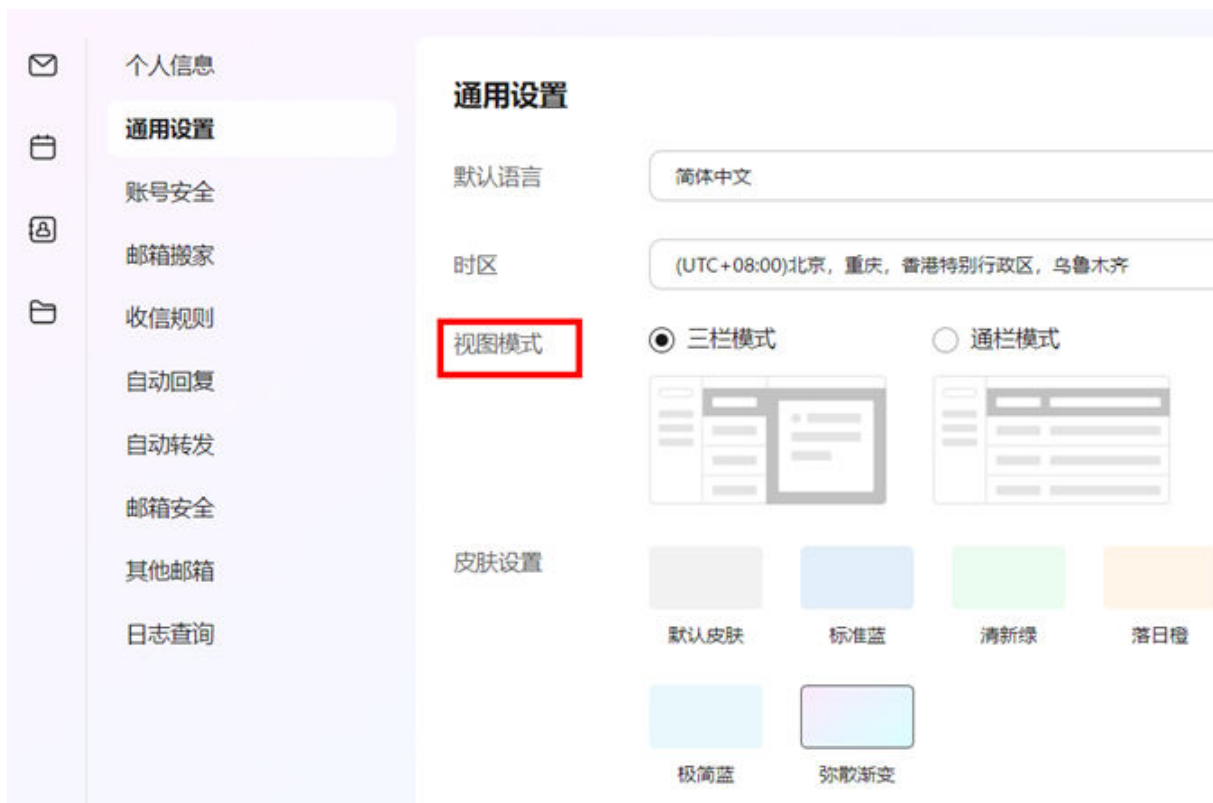 个人信息
通用设置
账号安全
邮箱搬家
收信规则
自动回复
自动转发
邮箱安全
其他邮箱
日志查询
通用设置
默认语言
简体中文
时区
(UTC+08:00)北京，重庆，香港特别行政区，乌鲁木齐
视图模式
三栏模式
通栏模式
皮肤设置
默认皮肤
标准蓝
清新绿
落日橙
极简蓝
弥散渐变